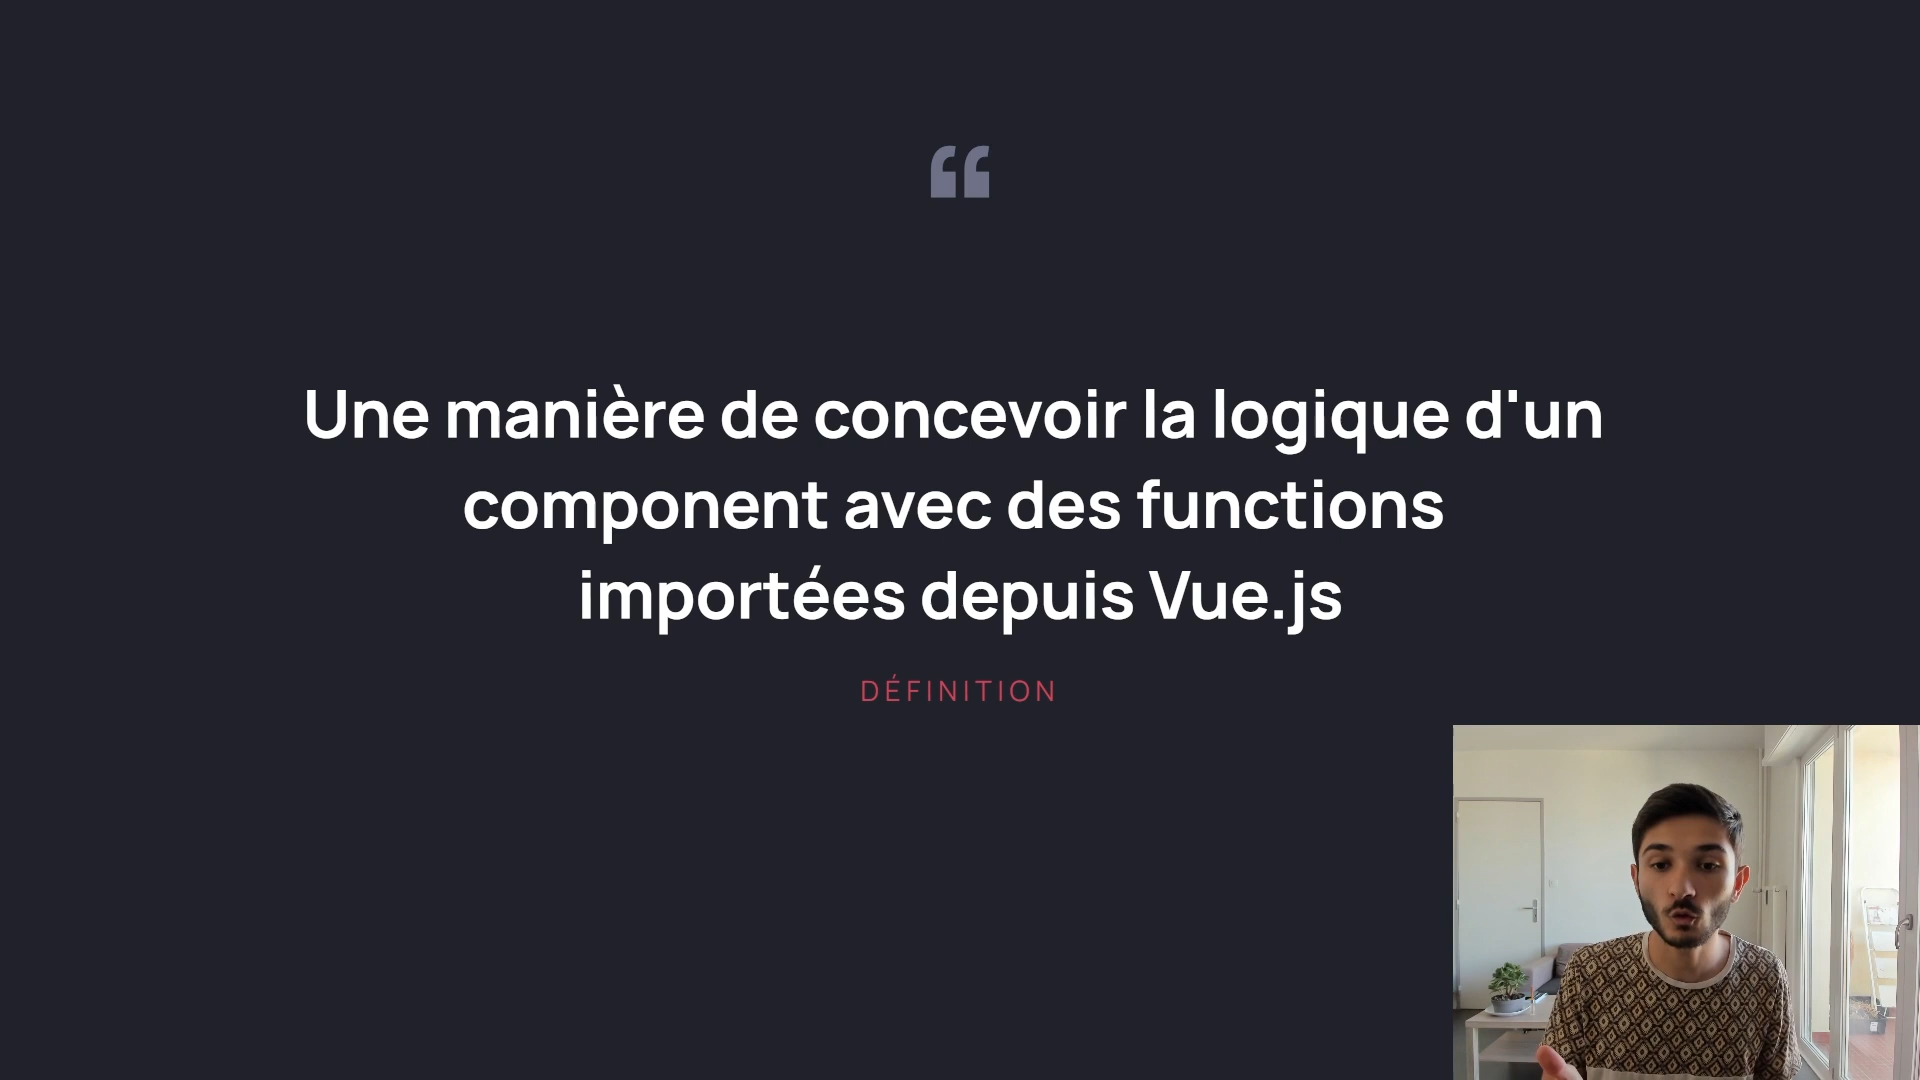 “
Une manière de concevoir la logique d'un
component avec des functions
importées depuis Vue.js
DÉFINITION